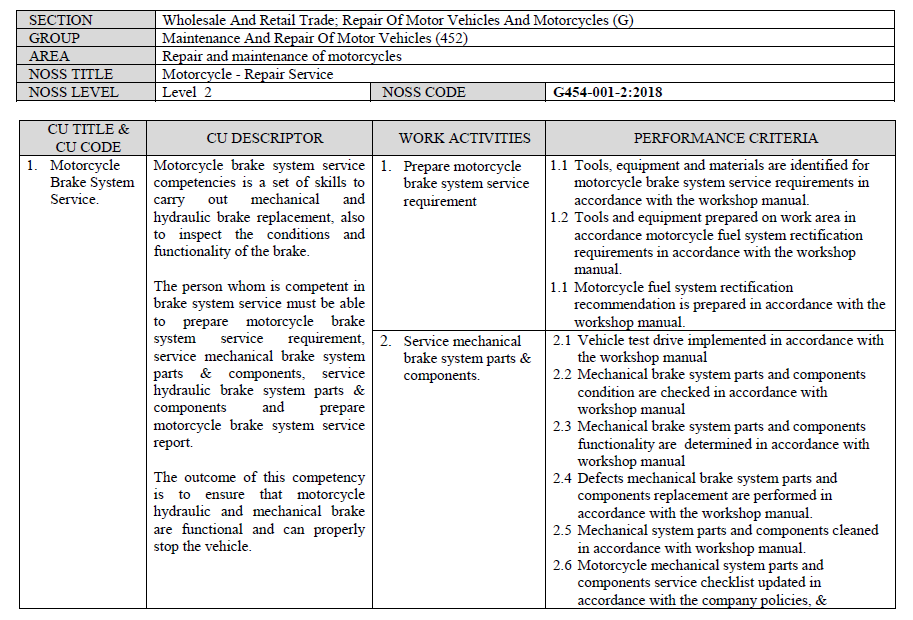 SECTION Wholesale And Retail Trade; Repair Of Motor Vehicles And Motorcycles (G)
GROUP Maintenance And Repair Of Motor Vehicles (452)
AREA Repair and maintenance of motorcycles
NOSS TITLE Motorcycle - Repair Service
NOSS LEVEL Level 2 NOSS CODE G454-001-2:2018
CU TITLE &
CU CODE
CU DESCRIPTOR
WORK ACTIVITIES
PERFORMANCE CRITERIA
1. Motorcycle
Brake System
Service.
Motorcycle brake system service
competencies is a set of skills to
carry out mechanical and
hydraulic brake replacement, also
to inspect the conditions and
functionality of the brake.
The person whom is competent in
brake system service must be able
to prepare motorcycle brake
system service requirement,
service mechanical brake system
parts & components, service
hydraulic brake system parts &
components and prepare
motorcycle brake system service
report.
The outcome of this competency
is to ensure that motorcycle
hydraulic and mechanical brake
are functional and can properly
stop the vehicle.
1. Prepare motorcycle
brake system service
requirement
1.1 Tools, equipment and materials are identified for
motorcycle brake system service requirements in
accordance with the workshop manual.
1.2 Tools and equipment prepared on work area in
accordance motorcycle fuel system rectification
requirements in accordance with the workshop
manual.
1.1 Motorcycle fuel system rectification
recommendation is prepared in accordance with the
workshop manual.
2. Service mechanical
brake system parts &
components.
2.1 Vehicle test drive implemented in accordance with
the workshop manual
2.2 Mechanical brake system parts and components
condition are checked in accordance with
workshop manual
2.3 Mechanical brake system parts and components
functionality are determined in accordance with
workshop manual
2.4 Defects mechanical brake system parts and
components replacement are performed in
accordance with the workshop manual.
2.5 Mechanical system parts and components cleaned
in accordance with workshop manual.
2.6 Motorcycle mechanical system parts and
components service checklist updated in
accordance with the company policies, &